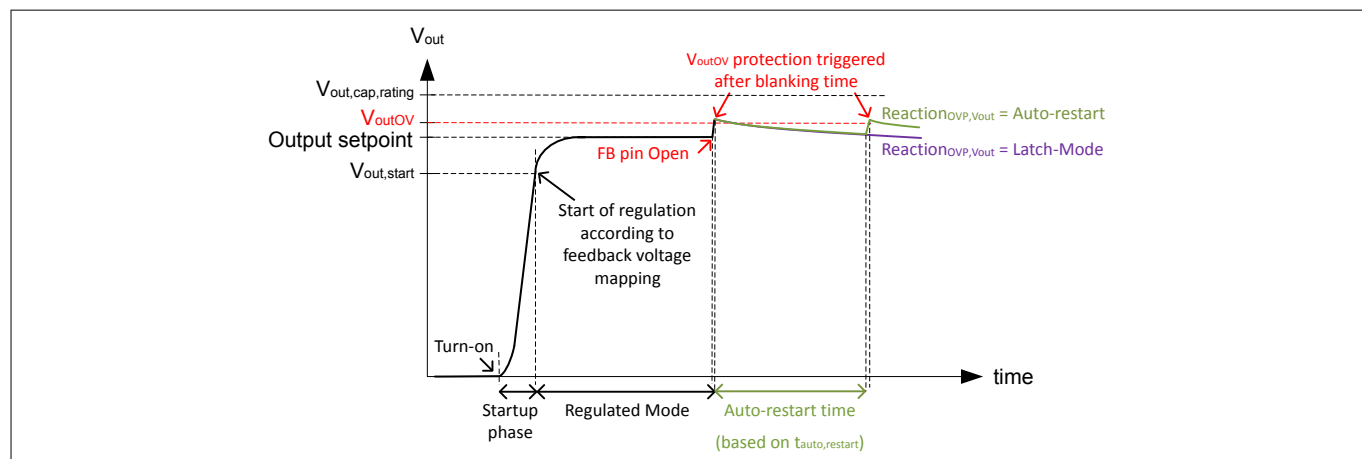 Vout
VoutOV protection triggered
after blanking time
Vout,cap,rating
VoutOV
ReactionOVP,Vout = Auto-restart
Output setpoint
FB pin Open
ReactionOVP,Vout = Latch-Mode
Vout,start
Start of regulation
according to
feedback voltage
mapping
Turn-on
time
Startup
phase
Regulated Mode
Auto-restart time
(based on tauto,restart)